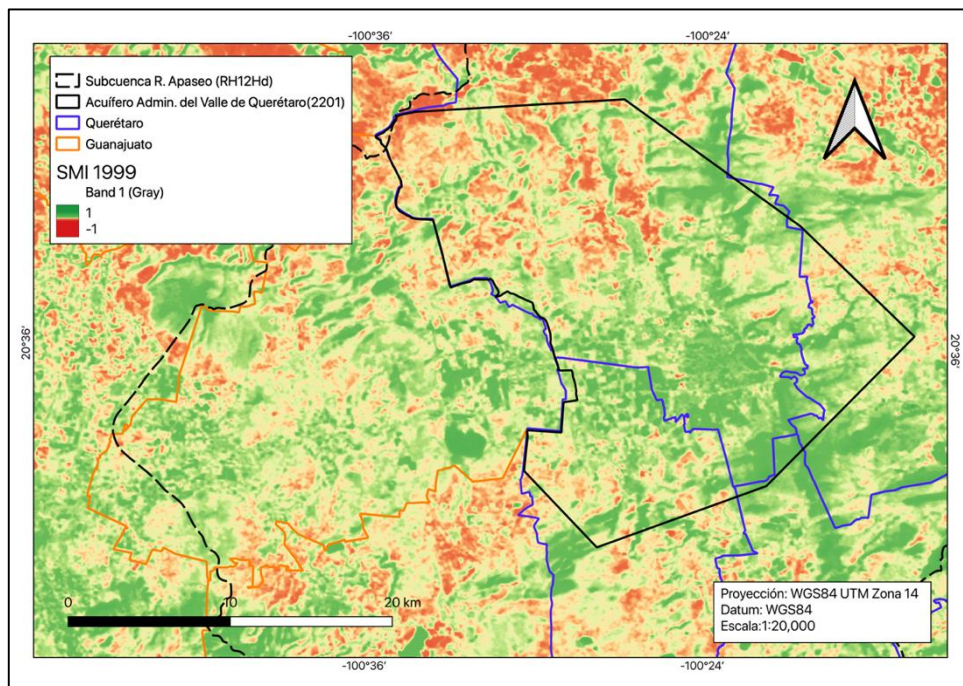 -100°36′
-100°24′
Subcuenca R. Apaseo (RH12Hd)
Acuífero Admin. del Valle de Querétaro(2201)
Querétaro
Guanajuato
SMI 1999
Band 1 (Gray)
1
-1
20°36′
20°36′
0
10
20 km
Proyección: WGS84 UTM Zona 14
Datum: WGS84
Escala:1:20,000
-100°36′
-100°24′